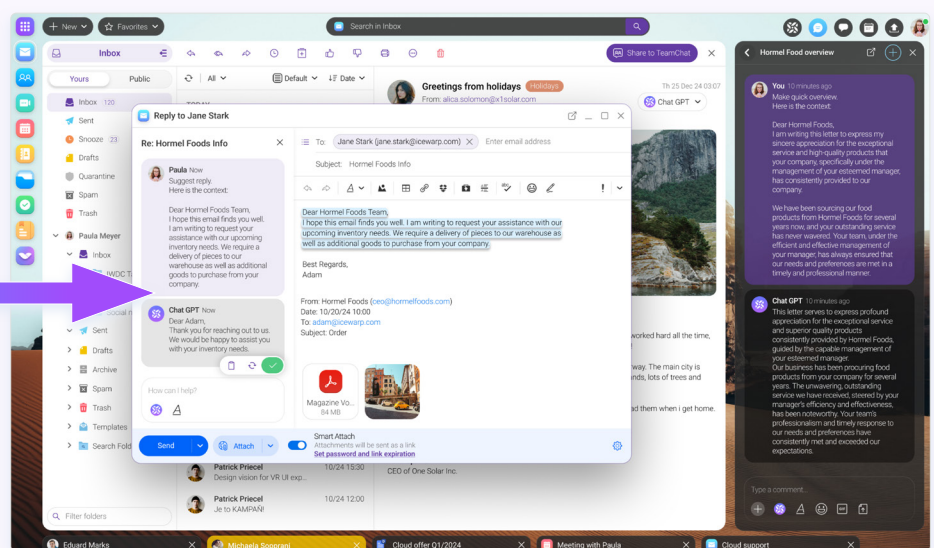 + New
Favorites
Search in Inbox
Inbox
Yours
Public
Inbox 120
Sent
Snooze 23
Drafts
Quarantine
Spam
Trash
Paula Meyer
Inbox
IWDC
Social
Sent
Drafts
Archive
Spam
Trash
Templates
Search Fold
Filter folders
All
Default
Date
TODAY
Share to TeamChat
Greetings from holidays
Holidays
From: alica.solomon@x1solar.com
Th 25 Dec 24 03:07
Chat GPT
Reply to Jane Stark
Re: Hormel Foods Info
Paula Now
Suggest reply.
Here is the context:
Dear Hormel Foods Team,
I hope this email finds you well.
I am writing to request your
assistance with our upcoming
inventory needs. We require a
delivery of pieces to our
warehouse as well as additional
goods to purchase from your
company.
Chat GPT Now
Dear Adam,
Thank you for reaching out to us.
We would be happy to assist you
with your inventory needs.
How can I help?
To:
Jane Stark (jane.stark@icewarp.com)
Enter email address
Subject: Hormel Foods Info
Dear Hormel Foods Team,
I hope this email finds you well. I am writing to request your assistance with our
upcoming inventory needs. We require a delivery of pieces to our warehouse as
well as additional goods to purchase from your company.
Best Regards,
Adam
From: Hormel Foods (ceo@hormelfoods.com)
Date: 10/20/24 10:00
To: adam@icewarp.com
Subject: Order
Magazine Vo...
94 MB
Send
Attach
Smart Attach
Attachments will be sent as a link
Set password and link expiration
worked hard all the time,
way. The main city is
nds, lots of trees and
ad them when i get home.
CEO of One Solar Inc.
Patrick Priecel
10/24 15:30
Design vision for VR UI exp...
Patrick Priecel
10/24 12:00
Je to KAMPAŇ!
Hormel Food overview
You 10 minutes ago
Make quick overview.
Here is the context:
Dear Hormel Foods,
I am writing this letter to express my
sincere appreciation for the exceptional
service and high-quality products that
your company, specifically under the
management of your esteemed manager,
has consistently provided to our
company.
We have been sourcing our food
products from Hormel Foods for several
years now, and your outstanding service
has never wavered. Your team, under the
efficient and effective management of
your manager, has always ensured that
our needs and preferences are met in a
timely and professional manner.
Chat GPT 10 minutes ago
This letter serves to express profound
appreciation for the exceptional service
and superior quality products
consistently provided by Hormel Foods,
guided by the capable management of
your esteemed manager.
Our business has been procuring food
products from your company for several
years. The unwavering, outstanding
service we have received, steered by your
manager's efficiency and effectiveness,
has been noteworthy. Your team's
professionalism and timely response to
our needs and preferences have
consistently met and exceeded our
expectations.
Type a comment...
Eduard Marks
Michaela Soprani
Cloud offer Q1/2024
Meeting with Paula
Cloud support